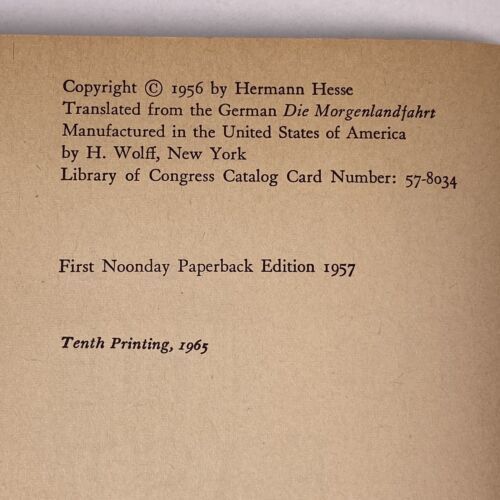 Copyright © 1956 by Hermann Hesse
Translated from the German Die Morgenlandfahrt
Manufactured in the United States of America
by H. Wolff, New York
Library of Congress Catalog Card Number: 57-8034
First Noonday Paperback Edition 1957
Tenth Printing, 1965